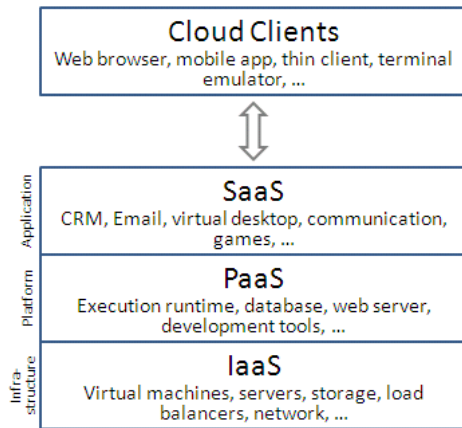 Cloud Clients
Web browser, mobile app, thin client, terminal
emulator, ...
Application
SaaS
CRM, Email, virtual desktop, communication,
games, ...
Platform
PaaS
Execution runtime, database, web server,
development tools, ...
Infra-
structure
IaaS
Virtual machines, servers, storage, load
balancers, network, ...